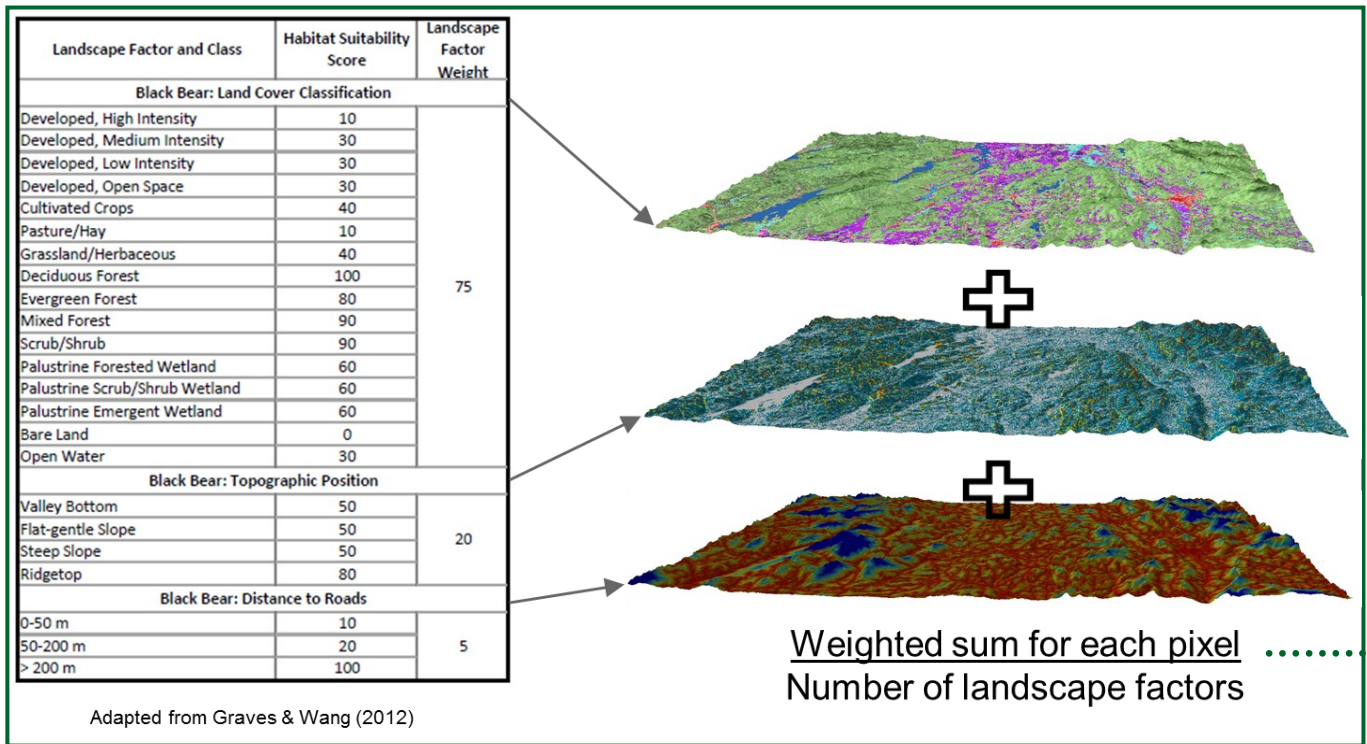 Landscape Factor and Class Habitat Suitability Score Landscape Factor Weight
Black Bear: Land Cover Classification
Developed, High Intensity 10
Developed, Medium Intensity 30
Developed, Low Intensity 30
Developed, Open Space 30
Cultivated Crops 40
Pasture/Hay 10
Grassland/Herbaceous 40
Deciduous Forest 100
75
Evergreen Forest 80
Mixed Forest 90
Scrub/Shrub 90
Palustrine Forested Wetland 60
Palustrine Scrub/Shrub Wetland 60
Palustrine Emergent Wetland 60
Bare Land 0
Open Water 30
Black Bear: Topographic Position
Valley Bottom 50
Flat-gentle Slope 50
20
Steep Slope 50
Ridgetop 80
Black Bear: Distance to Roads
0-50 m 10
50-200 m 20 5
> 200 m 100
Adapted from Graves & Wang (2012)
Weighted sum for each pixel
Number of landscape factors